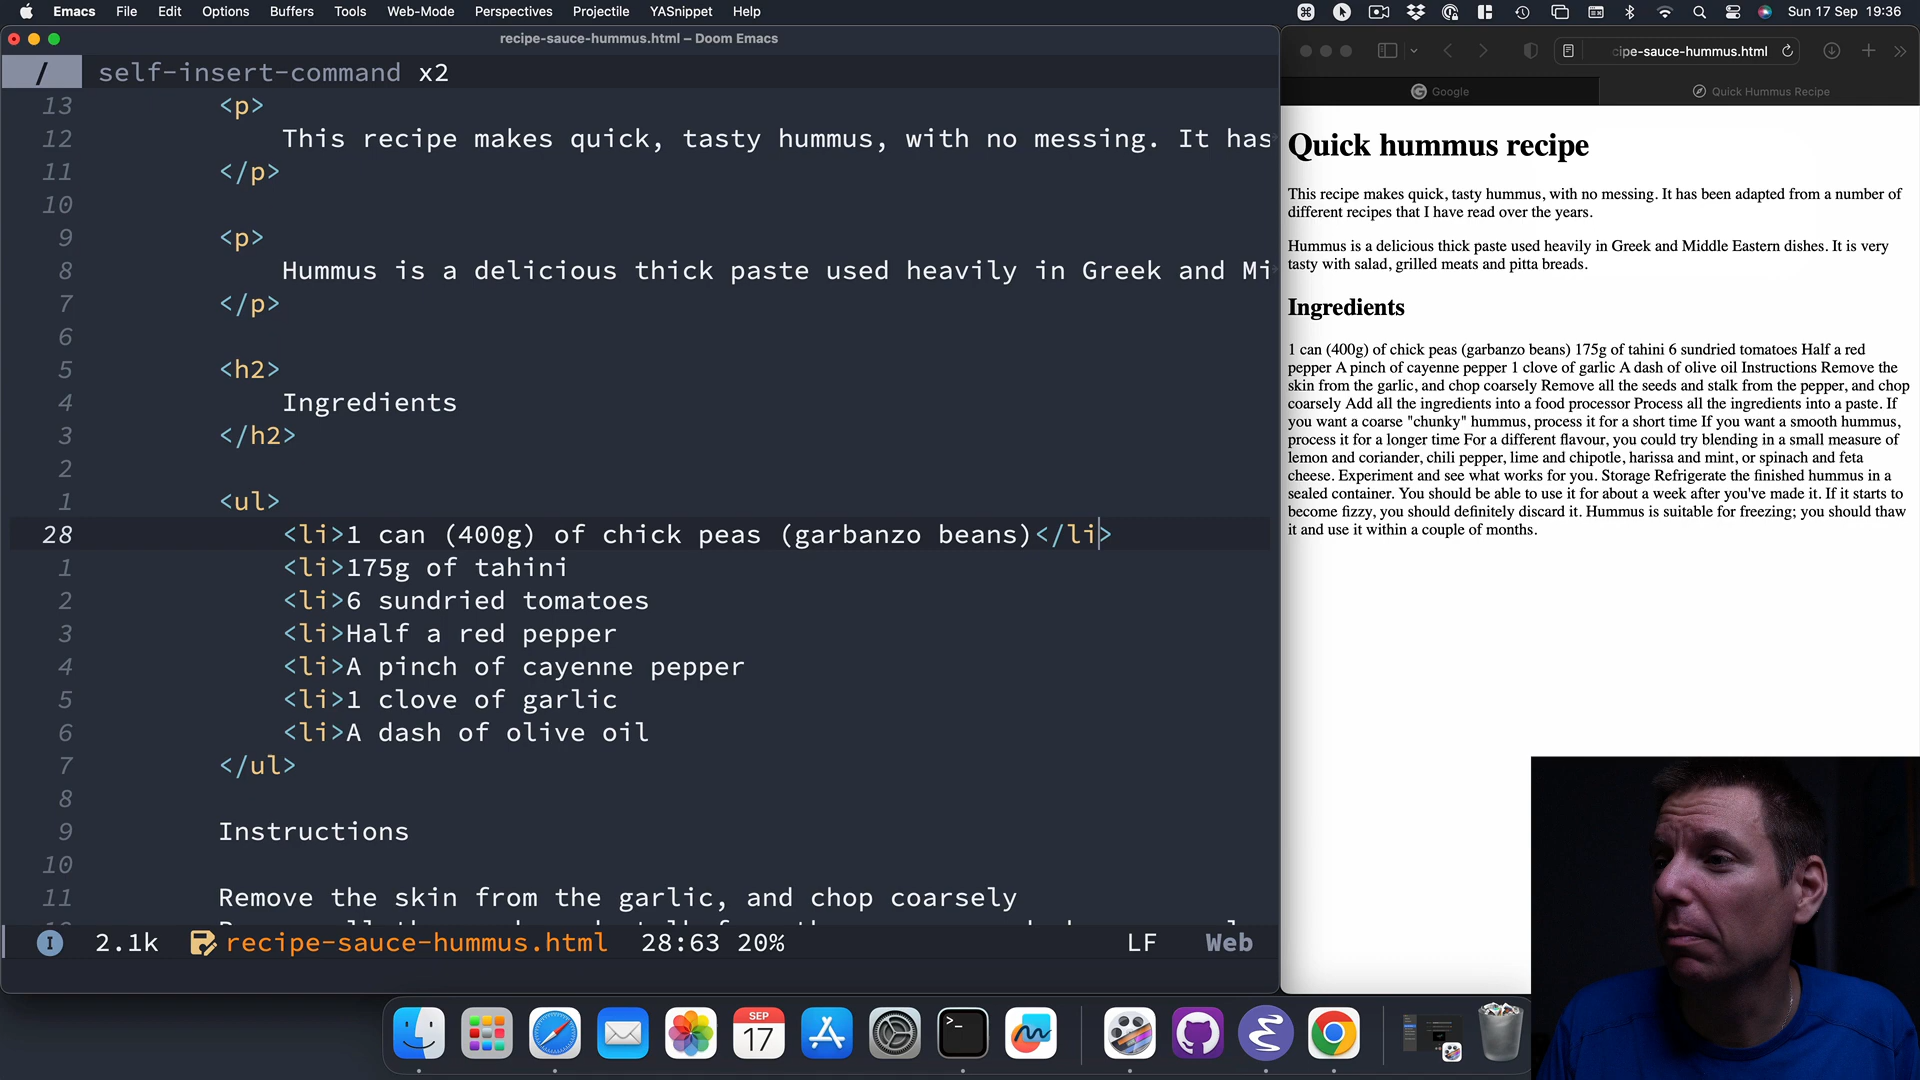 Emacs File Edit Options Buffers Tools Web-Mode Perspectives Projectile YASnippet Help
Sun 17 Sep 19:36
recipe-sauce-hummus.html – Doom Emacs
/ self-insert-command x2
13 <p>
12 This recipe makes quick, tasty hummus, with no messing. It has
11 </p>
10
9 <p>
8 Hummus is a delicious thick paste used heavily in Greek and Mi
7 </p>
6
5 <h2>
4 Ingredients
3 </h2>
2
1 <ul>
28 <li>1 can (400g) of chick peas (garbanzo beans)</li>
1 <li>175g of tahini
2 <li>6 sundried tomatoes
3 <li>Half a red pepper
4 <li>A pinch of cayenne pepper
5 <li>1 clove of garlic
6 <li>A dash of olive oil
7 </ul>
8
9 Instructions
10
11 Remove the skin from the garlic, and chop coarsely
I 2.1k recipe-sauce-hummus.html 28:63 20% LF Web
cipe-sauce-hummus.html
G Google
Quick Hummus Recipe
Quick hummus recipe
This recipe makes quick, tasty hummus, with no messing. It has been adapted from a number of
different recipes that I have read over the years.
Hummus is a delicious thick paste used heavily in Greek and Middle Eastern dishes. It is very
tasty with salad, grilled meats and pitta breads.
Ingredients
1 can (400g) of chick peas (garbanzo beans) 175g of tahini 6 sundried tomatoes Half a red
pepper A pinch of cayenne pepper 1 clove of garlic A dash of olive oil Instructions Remove the
skin from the garlic, and chop coarsely Remove all the seeds and stalk from the pepper, and chop
coarsely Add all the ingredients into a food processor Process all the ingredients into a paste. If
you want a coarse "chunky" hummus, process it for a short time If you want a smooth hummus,
process it for a longer time For a different flavour, you could try blending in a small measure of
lemon and coriander, chili pepper, lime and chipotle, harissa and mint, or spinach and feta
cheese. Experiment and see what works for you. Storage Refrigerate the finished hummus in a
sealed container. You should be able to use it for about a week after you've made it. If it starts to
become fizzy, you should definitely discard it. Hummus is suitable for freezing; you should thaw
it and use it within a couple of months.
SEP
17